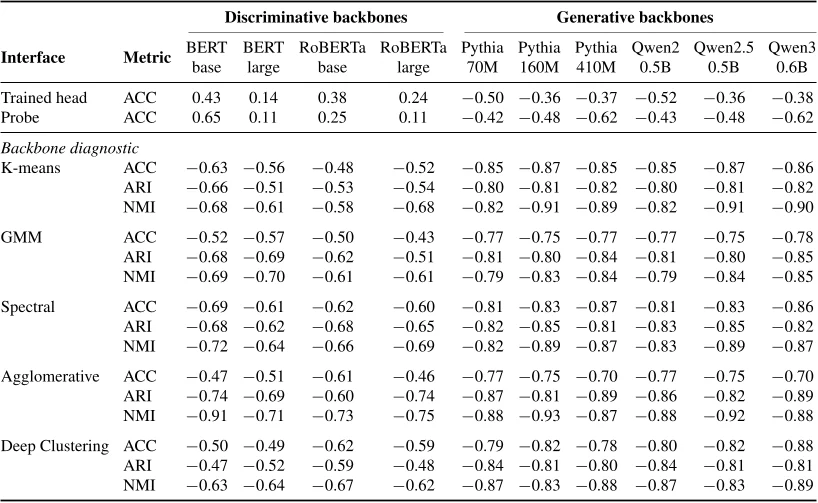 Discriminative backbones Generative backbones
Interface Metric BERT base BERT large RoBERTa base RoBERTa large Pythia 70M Pythia 160M Pythia 410M Qwen2 0.5B Qwen2.5 0.5B Qwen3 0.6B
Trained head ACC 0.43 0.14 0.38 0.24 −0.50 −0.36 −0.37 −0.52 −0.36 −0.38
Probe ACC 0.65 0.11 0.25 0.11 −0.42 −0.48 −0.62 −0.43 −0.48 −0.62
Backbone diagnostic
K-means ACC −0.63 −0.56 −0.48 −0.52 −0.85 −0.87 −0.85 −0.85 −0.87 −0.86
ARI −0.66 −0.51 −0.53 −0.54 −0.80 −0.81 −0.82 −0.80 −0.81 −0.82
NMI −0.68 −0.61 −0.58 −0.68 −0.82 −0.91 −0.89 −0.82 −0.91 −0.90
GMM ACC −0.52 −0.57 −0.50 −0.43 −0.77 −0.75 −0.77 −0.77 −0.75 −0.78
ARI −0.68 −0.69 −0.62 −0.51 −0.81 −0.80 −0.84 −0.81 −0.80 −0.85
NMI −0.69 −0.70 −0.61 −0.61 −0.79 −0.83 −0.84 −0.79 −0.84 −0.85
Spectral ACC −0.69 −0.61 −0.62 −0.60 −0.81 −0.83 −0.87 −0.81 −0.83 −0.86
ARI −0.68 −0.62 −0.68 −0.65 −0.82 −0.85 −0.81 −0.83 −0.85 −0.82
NMI −0.72 −0.64 −0.66 −0.69 −0.82 −0.89 −0.87 −0.83 −0.89 −0.87
Agglomerative ACC −0.47 −0.51 −0.61 −0.46 −0.77 −0.75 −0.70 −0.77 −0.75 −0.70
ARI −0.74 −0.69 −0.60 −0.74 −0.87 −0.81 −0.89 −0.86 −0.82 −0.89
NMI −0.91 −0.71 −0.73 −0.75 −0.88 −0.93 −0.87 −0.88 −0.92 −0.88
Deep Clustering ACC −0.50 −0.49 −0.62 −0.59 −0.79 −0.82 −0.78 −0.80 −0.82 −0.88
ARI −0.47 −0.52 −0.59 −0.48 −0.84 −0.81 −0.80 −0.84 −0.81 −0.81
NMI −0.63 −0.64 −0.67 −0.62 −0.87 −0.83 −0.88 −0.87 −0.83 −0.89